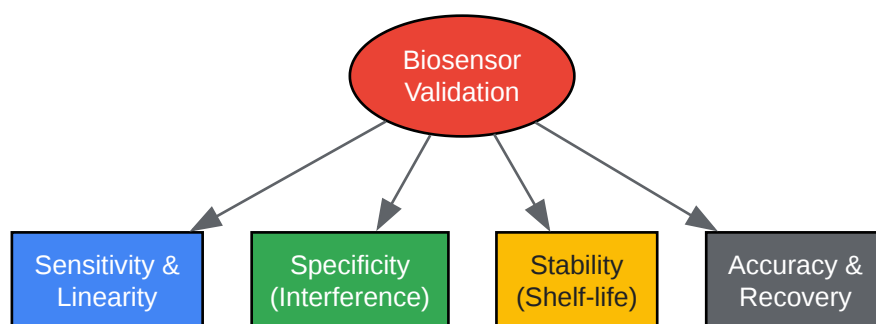 Biosensor
Validation
Sensitivity &
Linearity
Specificity
(Interference)
Stability
(Shelf-life)
Accuracy &
Recovery